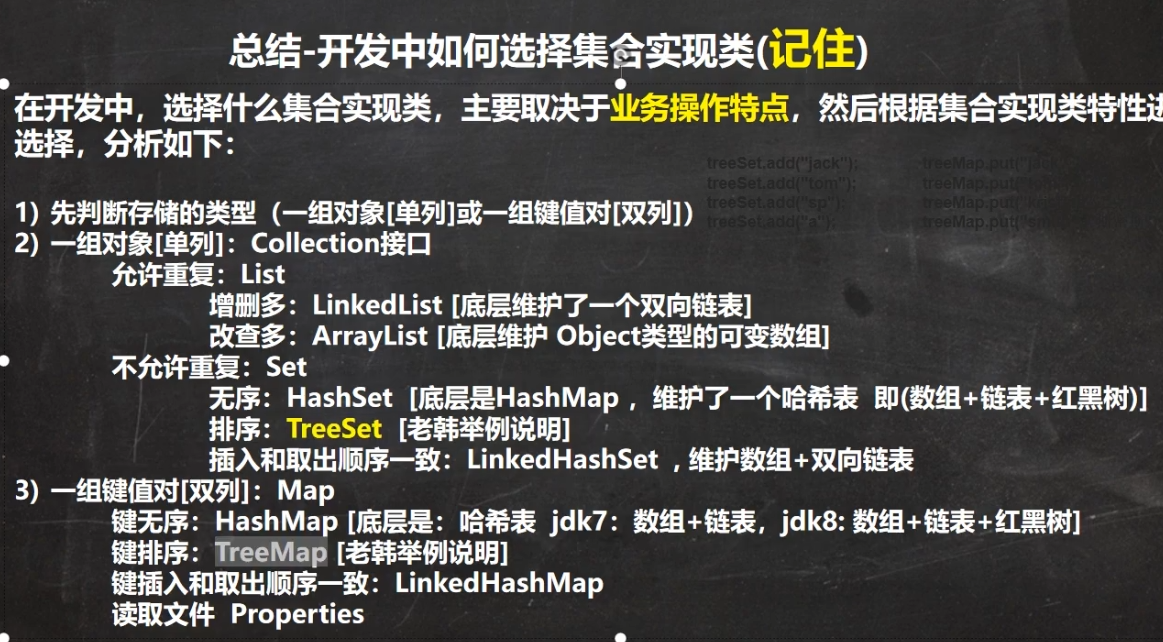 总结-开发中如何选择集合实现类(记住)
在开发中，选择什么集合实现类，主要取决于业务操作特点，然后根据集合实现类特性进
选择，分析如下：
treeSet.add("jack");
treeSet.add("tom");
treeSet.add("sp");
treeSet.add("a");
treeMap.put("jack
treeMap.put(
treeMap.put(
treeMap.put(
1) 先判断存储的类型（一组对象[单列]或一组键值对[双列]）
2) 一组对象[单列]：Collection接口
允许重复：List
增删多：LinkedList [底层维护了一个双向链表]
改查多：ArrayList [底层维护 Object类型的可变数组]
不允许重复：Set
无序：HashSet [底层是HashMap ，维护了一个哈希表 即(数组+链表+红黑树)]
排序：TreeSet [老韩举例说明]
插入和取出顺序一致：LinkedHashSet , 维护数组+双向链表
3) 一组键值对[双列]：Map
键无序：HashMap [底层是：哈希表 jdk7：数组+链表，jdk8: 数组+链表+红黑树]
键排序：TreeMap [老韩举例说明]
键插入和取出顺序一致：LinkedHashMap
读取文件 Properties